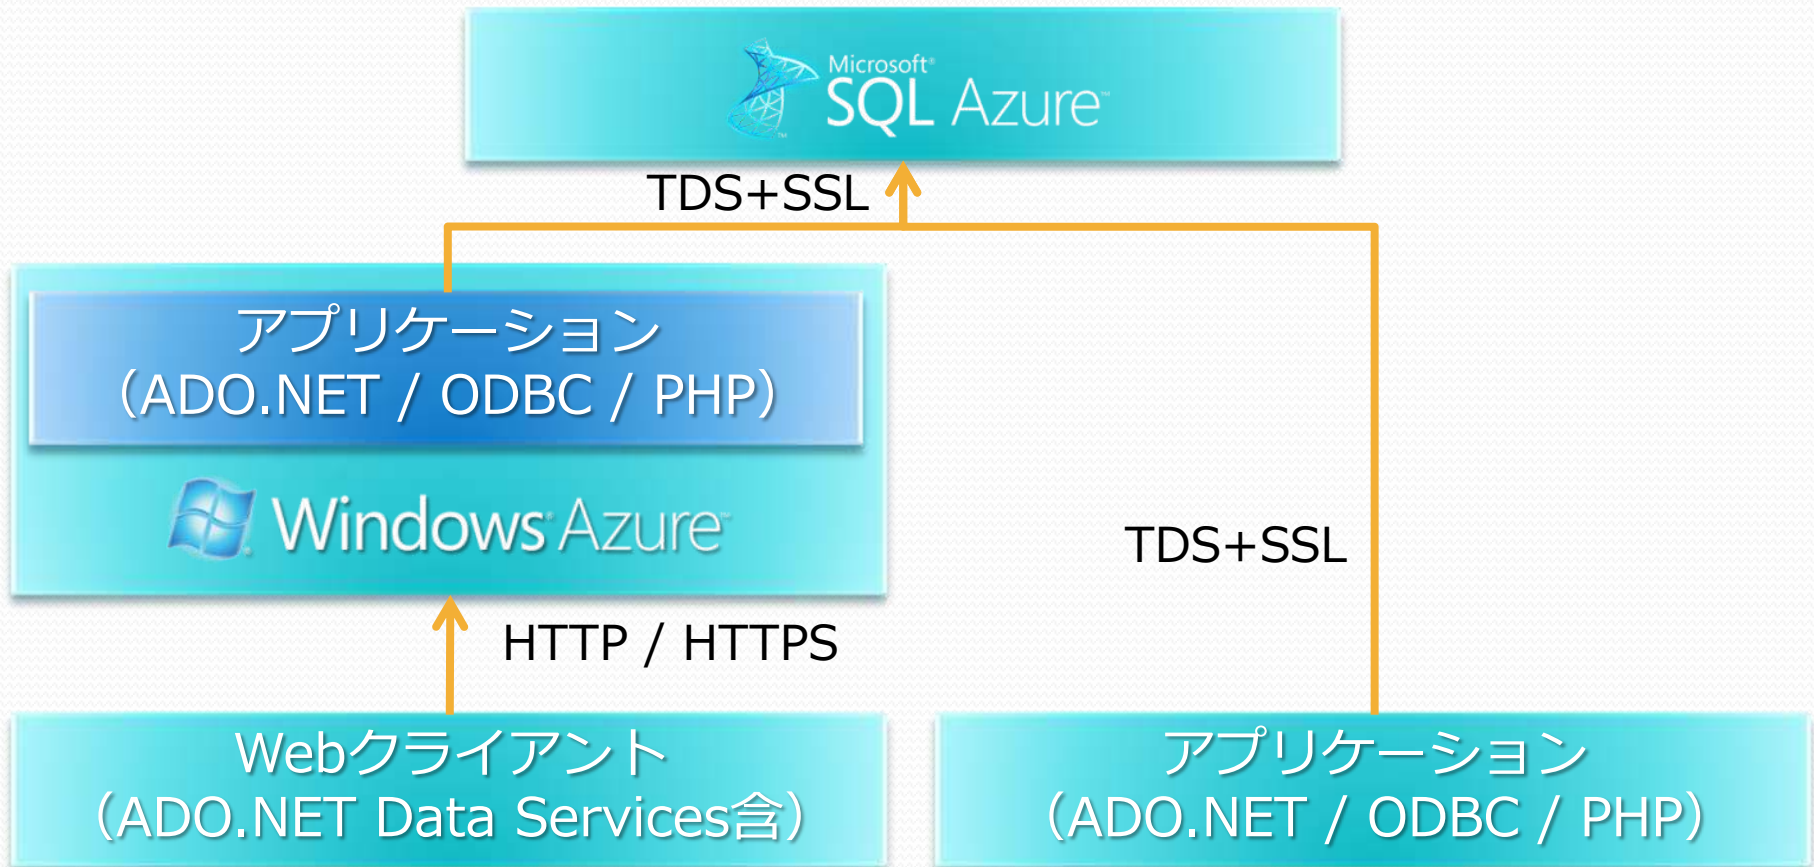 Microsoft®
SQL Azure™
TDS+SSL
アプリケーション
（ADO.NET / ODBC / PHP）
Windows® Azure™
TDS+SSL
HTTP / HTTPS
Webクライアント
（ADO.NET Data Services含）
アプリケーション
（ADO.NET / ODBC / PHP）